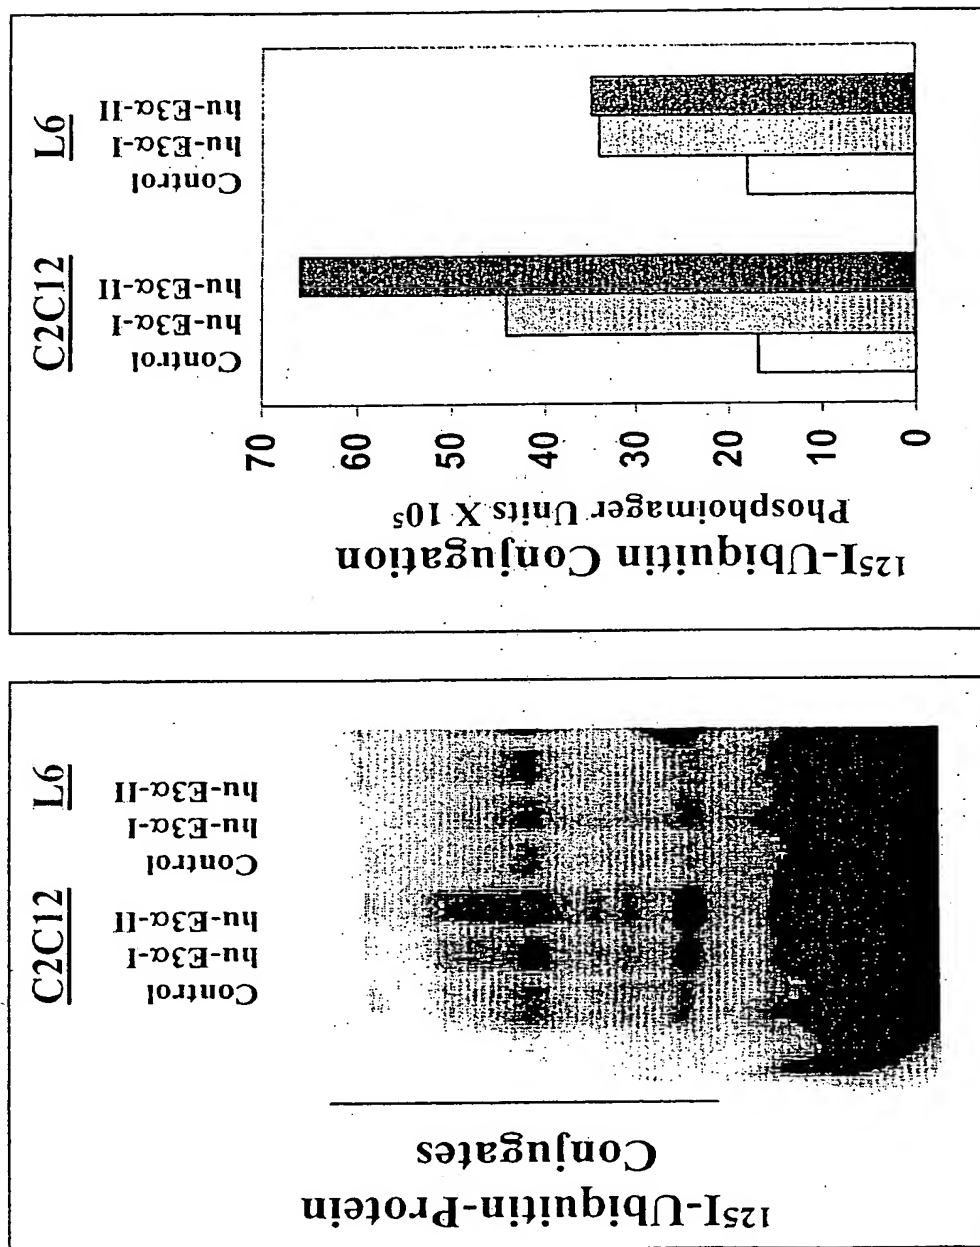 C2C12
L6
Control
hu-E3α-I
hu-E3α-II
Control
hu-E3α-I
hu-E3α-II
¹²⁵I-Ubiquitin Conjugation
Phosphoimager Units X 10⁵
70
60
50
40
30
20
10
0
C2C12
L6
Control
hu-E3α-I
hu-E3α-II
Control
hu-E3α-I
hu-E3α-II
¹²⁵I-Ubiquitin-Protein
Conjugates